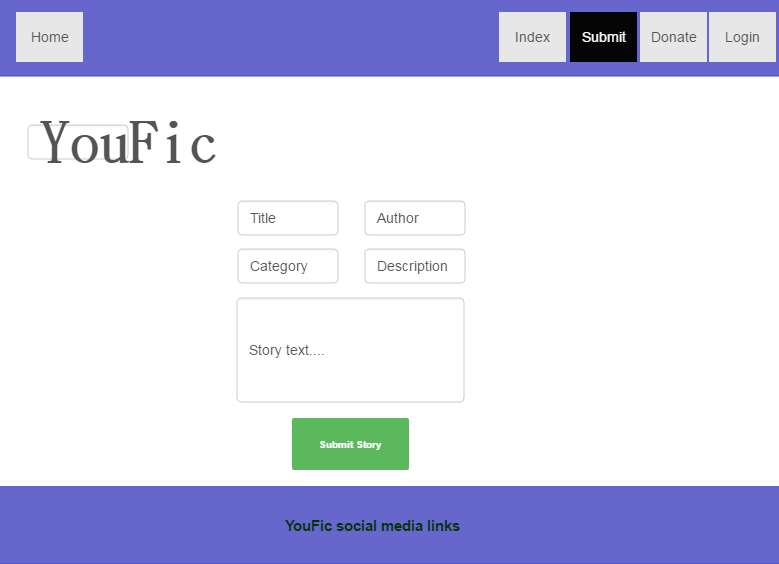 Home Index Submit Donate Login
YouFic
Title Author
Category Description
Story text....
Submit Story
YouFic social media links